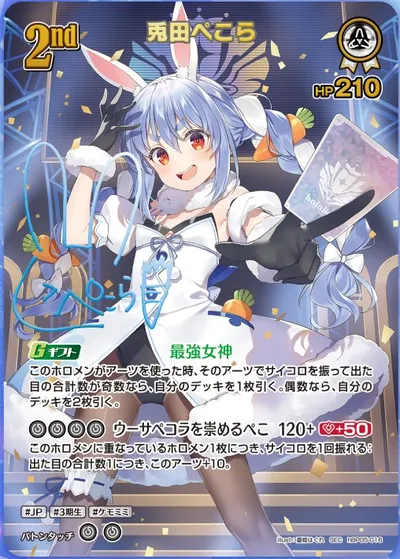 2nd
兎田ぺこら
HP 210
ぺこら
Gギフト 最強女神
このホロメンがアーツを使った時、そのアーツでサイコロを振って出た
目の合計数が奇数なら、自分のデッキを1枚引く。偶数なら、自分の
デッキを2枚引く。
ウーサペコラを崇めるぺこ 120+ +50
このホロメンに重なっているホロメン1枚につき、サイコロを1回振れる:
出た目の合計数1につき、このアーツ+10。
#JP #3期生 #ケモミミ
バトンタッチ
SEC